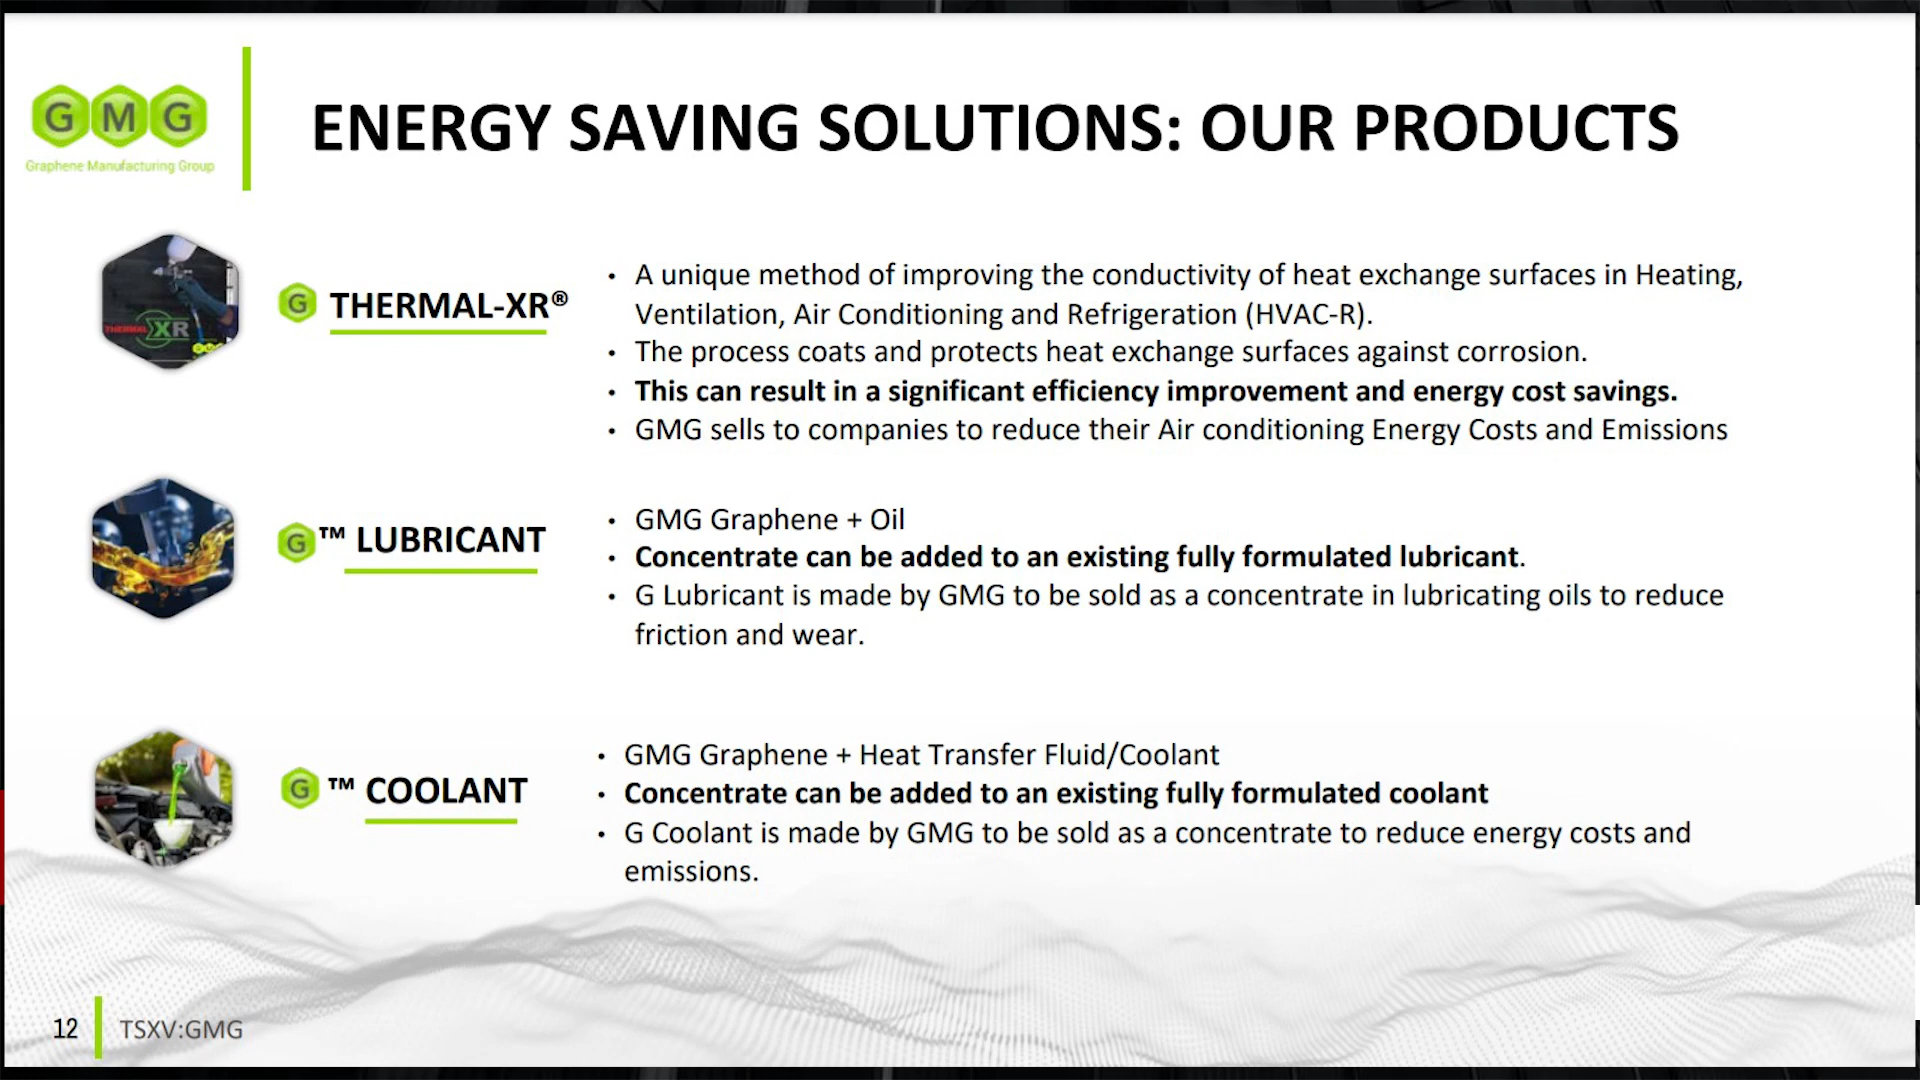 G M G
Graphene Manufacturing Group
ENERGY SAVING SOLUTIONS: OUR PRODUCTS
THERMAL XR
G THERMAL-XR®
• A unique method of improving the conductivity of heat exchange surfaces in Heating,
Ventilation, Air Conditioning and Refrigeration (HVAC-R).
• The process coats and protects heat exchange surfaces against corrosion.
• This can result in a significant efficiency improvement and energy cost savings.
• GMG sells to companies to reduce their Air conditioning Energy Costs and Emissions
G ™ LUBRICANT
• GMG Graphene + Oil
• Concentrate can be added to an existing fully formulated lubricant.
• G Lubricant is made by GMG to be sold as a concentrate in lubricating oils to reduce
friction and wear.
G ™ COOLANT
• GMG Graphene + Heat Transfer Fluid/Coolant
• Concentrate can be added to an existing fully formulated coolant
• G Coolant is made by GMG to be sold as a concentrate to reduce energy costs and
emissions.
12
TSXV:GMG